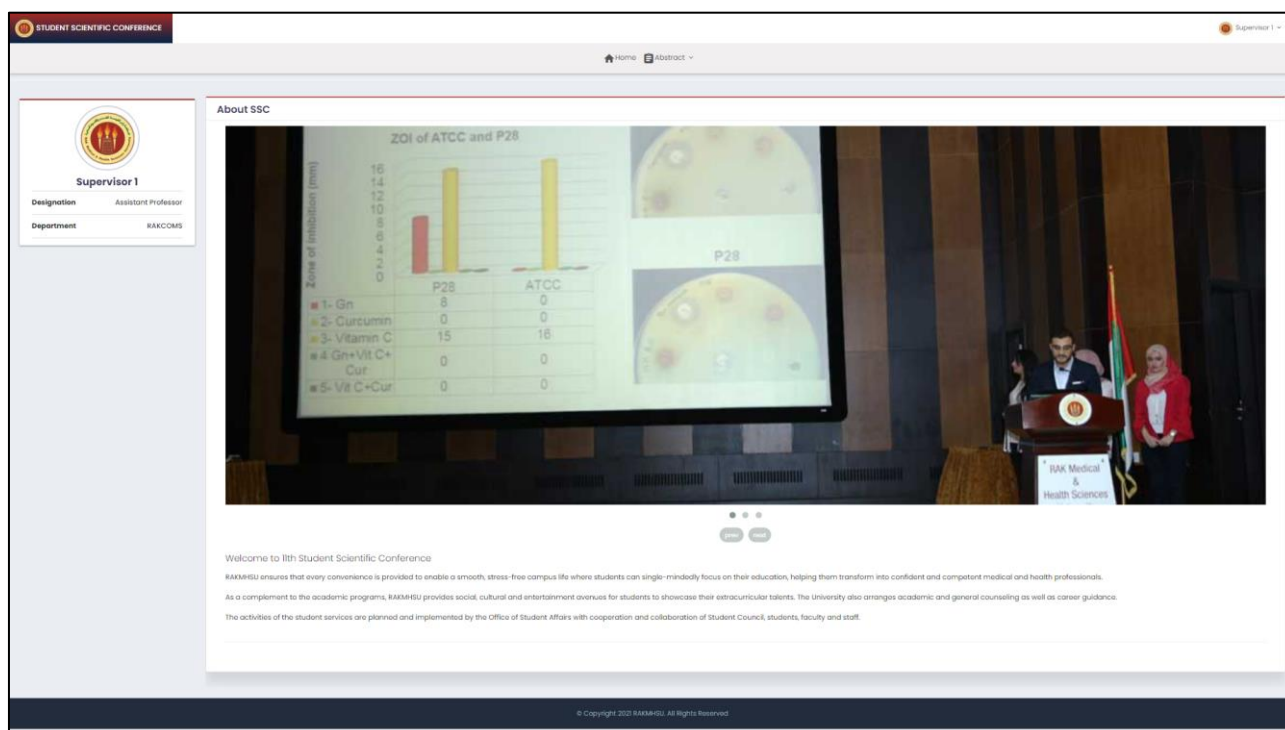 STUDENT SCIENTIFIC CONFERENCE
Supervisor 1
Home Abstract
Supervisor 1
Designation Assistant Professor
Department RAKCOMS
About SSC
ZOI of ATCC and P28
Zone of Inhibition (mm)
16
14
12
10
8
6
4
2
0
P28 ATCC
1- Gn 8 0
2- Curcumin 0 0
3- Vitamin C 15 16
4 Gn+Vit C+ Cur 0 0
5- Vit C+Cur 0 0
P28
RAK Medical
&
Health Sciences
prev next
Welcome to 11th Student Scientific Conference
RAKMHSU ensures that every convenience is provided to enable a smooth, stress-free campus life where students can single-mindedly focus on their education, helping them transform into confident and competent medical and health professionals.
As a complement to the academic programs, RAKMHSU provides social, cultural and entertainment avenues for students to showcase their extracurricular talents. The University also arranges academic and general counseling as well as career guidance.
The activities of the student services are planned and implemented by the Office of Student Affairs with cooperation and collaboration of Student Council, students, faculty and staff.
© Copyright 2021 RAKMHSU. All Rights Reserved